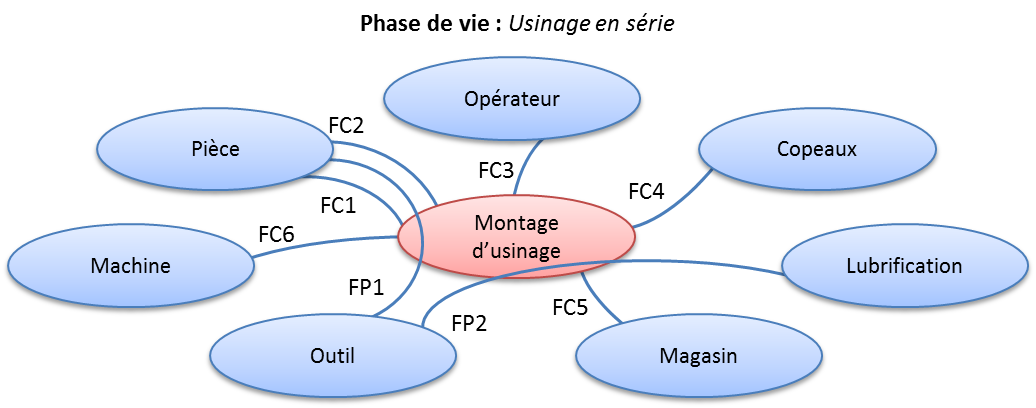 Phase de vie : Usinage en série
Opérateur
FC2
Pièce
Copeaux
FC3
FC4
FC1
Montage
d’usinage
FC6
Machine
Lubrification
FP1
FC5
FP2
Outil
Magasin